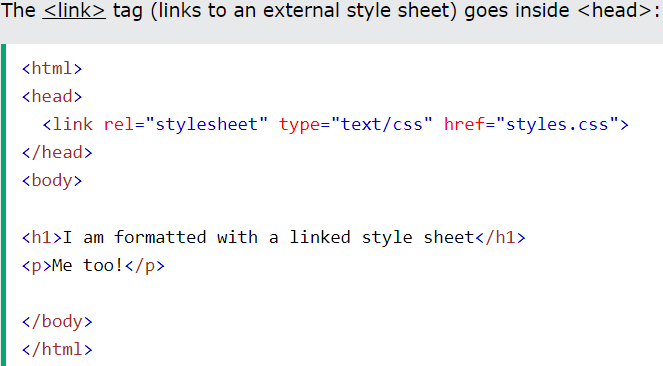 The <link> tag (links to an external style sheet) goes inside <head>:
<html>
<head>
  <link rel="stylesheet" type="text/css" href="styles.css">
</head>
<body>
<h1>I am formatted with a linked style sheet</h1>
<p>Me too!</p>
</body>
</html>